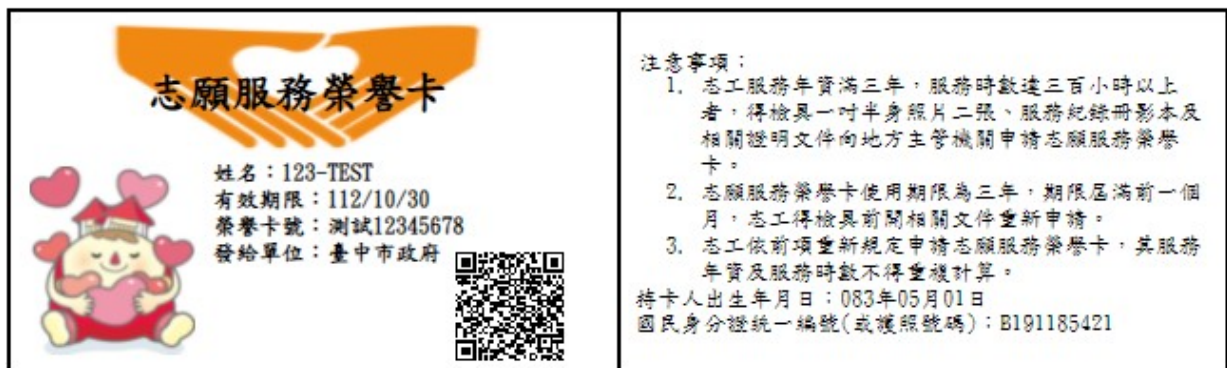 志願服務榮譽卡
姓名：123-TEST
有效期限：112/10/30
榮譽卡號：測試12345678
發給單位：臺中市政府
注意事項：
1. 志工服務年資滿三年，服務時數達三百小時以上
者，得檢具一吋半身照片二張、服務紀錄冊影本及
相關證明文件向地方主管機關申請志願服務榮譽
卡。
2. 志願服務榮譽卡使用期限為三年，期限屆滿前一個
月，志工得檢具前開相關文件重新申請。
3. 志工依前項重新規定申請志願服務榮譽卡，其服務
年資及服務時數不得重複計算。
持卡人出生年月日：083年05月01日
國民身分證統一編號(或護照號碼)：B191185421